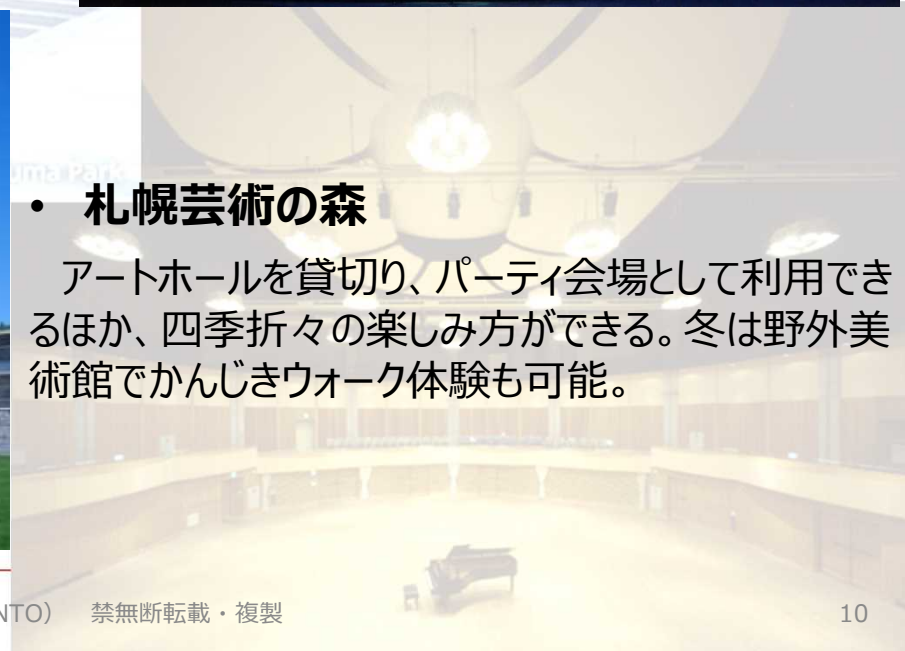 uma Park
• 札幌芸術の森
アートホールを貸切り、パーティ会場として利用でき
るほか、四季折々の楽しみ方ができる。冬は野外美
術館でかんじきウォーク体験も可能。
NTO） 禁無断転載・複製
10